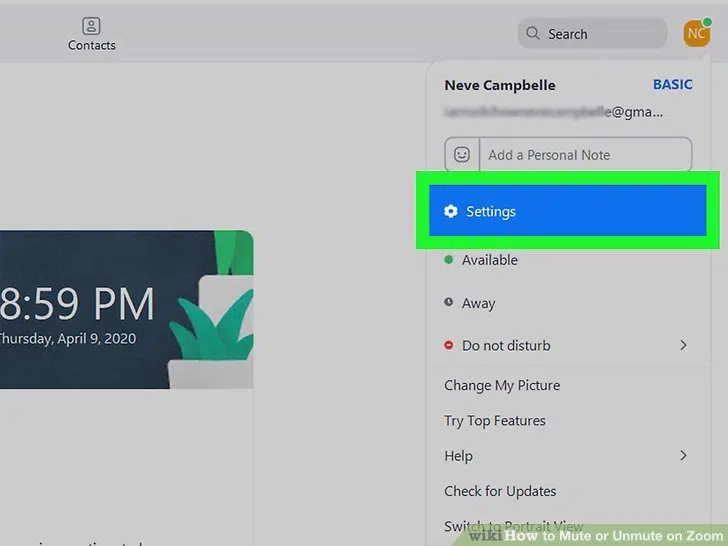 Contacts
Search
NC
Neve Campbelle
BASIC
@gma...
Add a Personal Note
Settings
Available
Away
Do not disturb
8:59 PM
Thursday, April 9, 2020
Change My Picture
Try Top Features
Help
Check for Updates
Switch to Portrait View
wikiHow to Mute or Unmute on Zoom